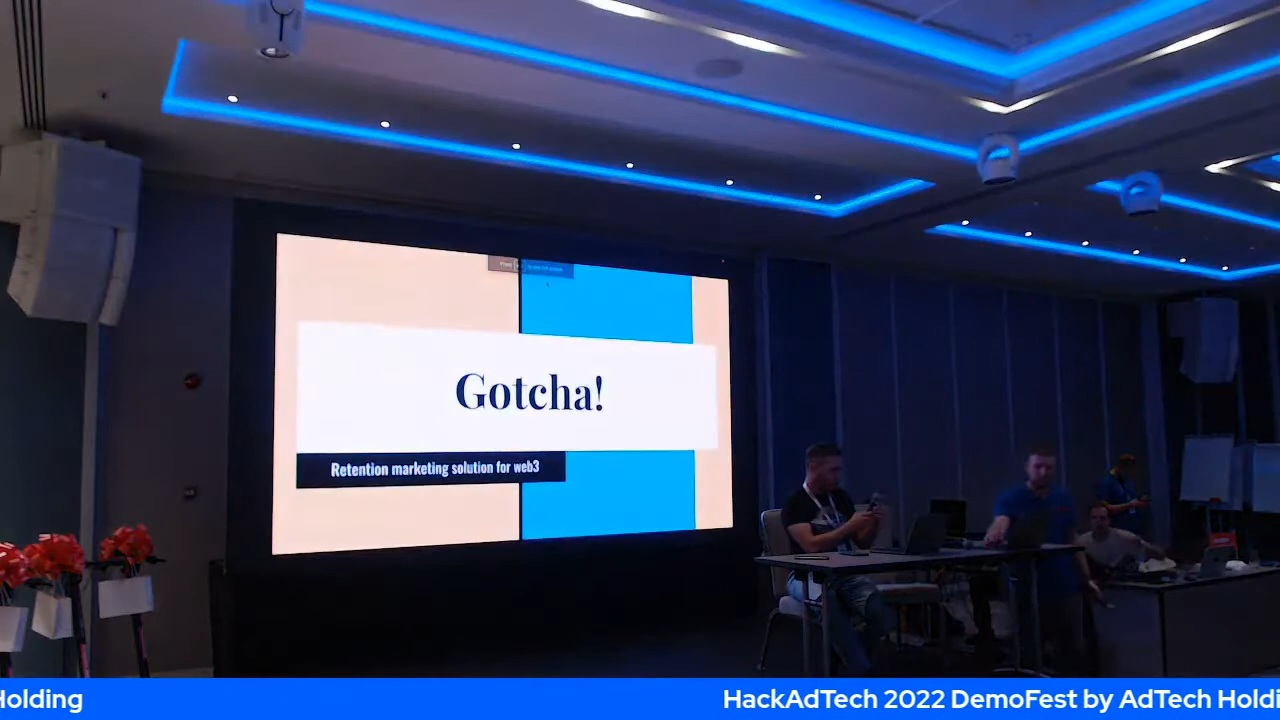 Gotcha!
Retention marketing solution for web3
Holding
HackAdTech 2022 DemoFest by AdTech Holdi